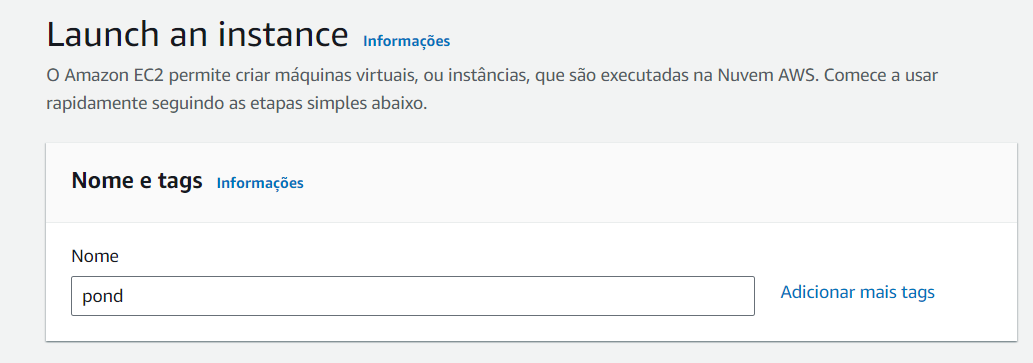 Launch an instance Informações
O Amazon EC2 permite criar máquinas virtuais, ou instâncias, que são executadas na Nuvem AWS. Comece a usar
rapidamente seguindo as etapas simples abaixo.
Nome e tags Informações
Nome
pond
Adicionar mais tags